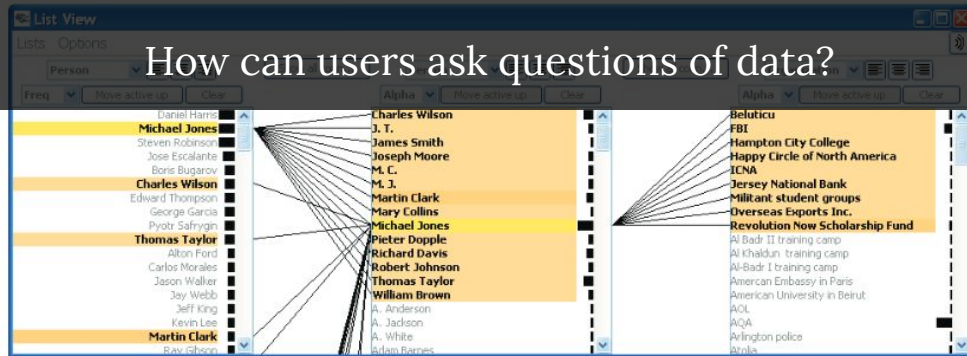 List View
Lists Options
How can users ask questions of data?
Person
Freq Move active up Clear
Alpha Move active up Clear
Alpha Move active up Clear
Daniel Harris
Michael Jones
Steven Robinson
Jose Escalante
Boris Bugarov
Charles Wilson
Edward Thompson
George Garcia
Pyotr Safrygin
Thomas Taylor
Alton Ford
Carlos Morales
Jason Walker
Jay Webb
Jeff King
Kevin Lee
Martin Clark
Ray Gibson
Charles Wilson
J. T.
James Smith
Joseph Moore
M. C.
M. J.
Martin Clark
Mary Collins
Michael Jones
Pieter Dopple
Richard Davis
Robert Johnson
Thomas Taylor
William Brown
A. Anderson
A. Jackson
A. White
Adam Barnes
Beluticu
FBI
Hampton City College
Happy Circle of North America
ICNA
Jersey National Bank
Militant student groups
Overseas Exports Inc.
Revolution Now Scholarship Fund
Al Badr II training camp
Al Khaldun training camp
Al-Badr I training camp
American Embassy in Paris
American University in Beirut
AOL
AQA
Arlington police
Atolia